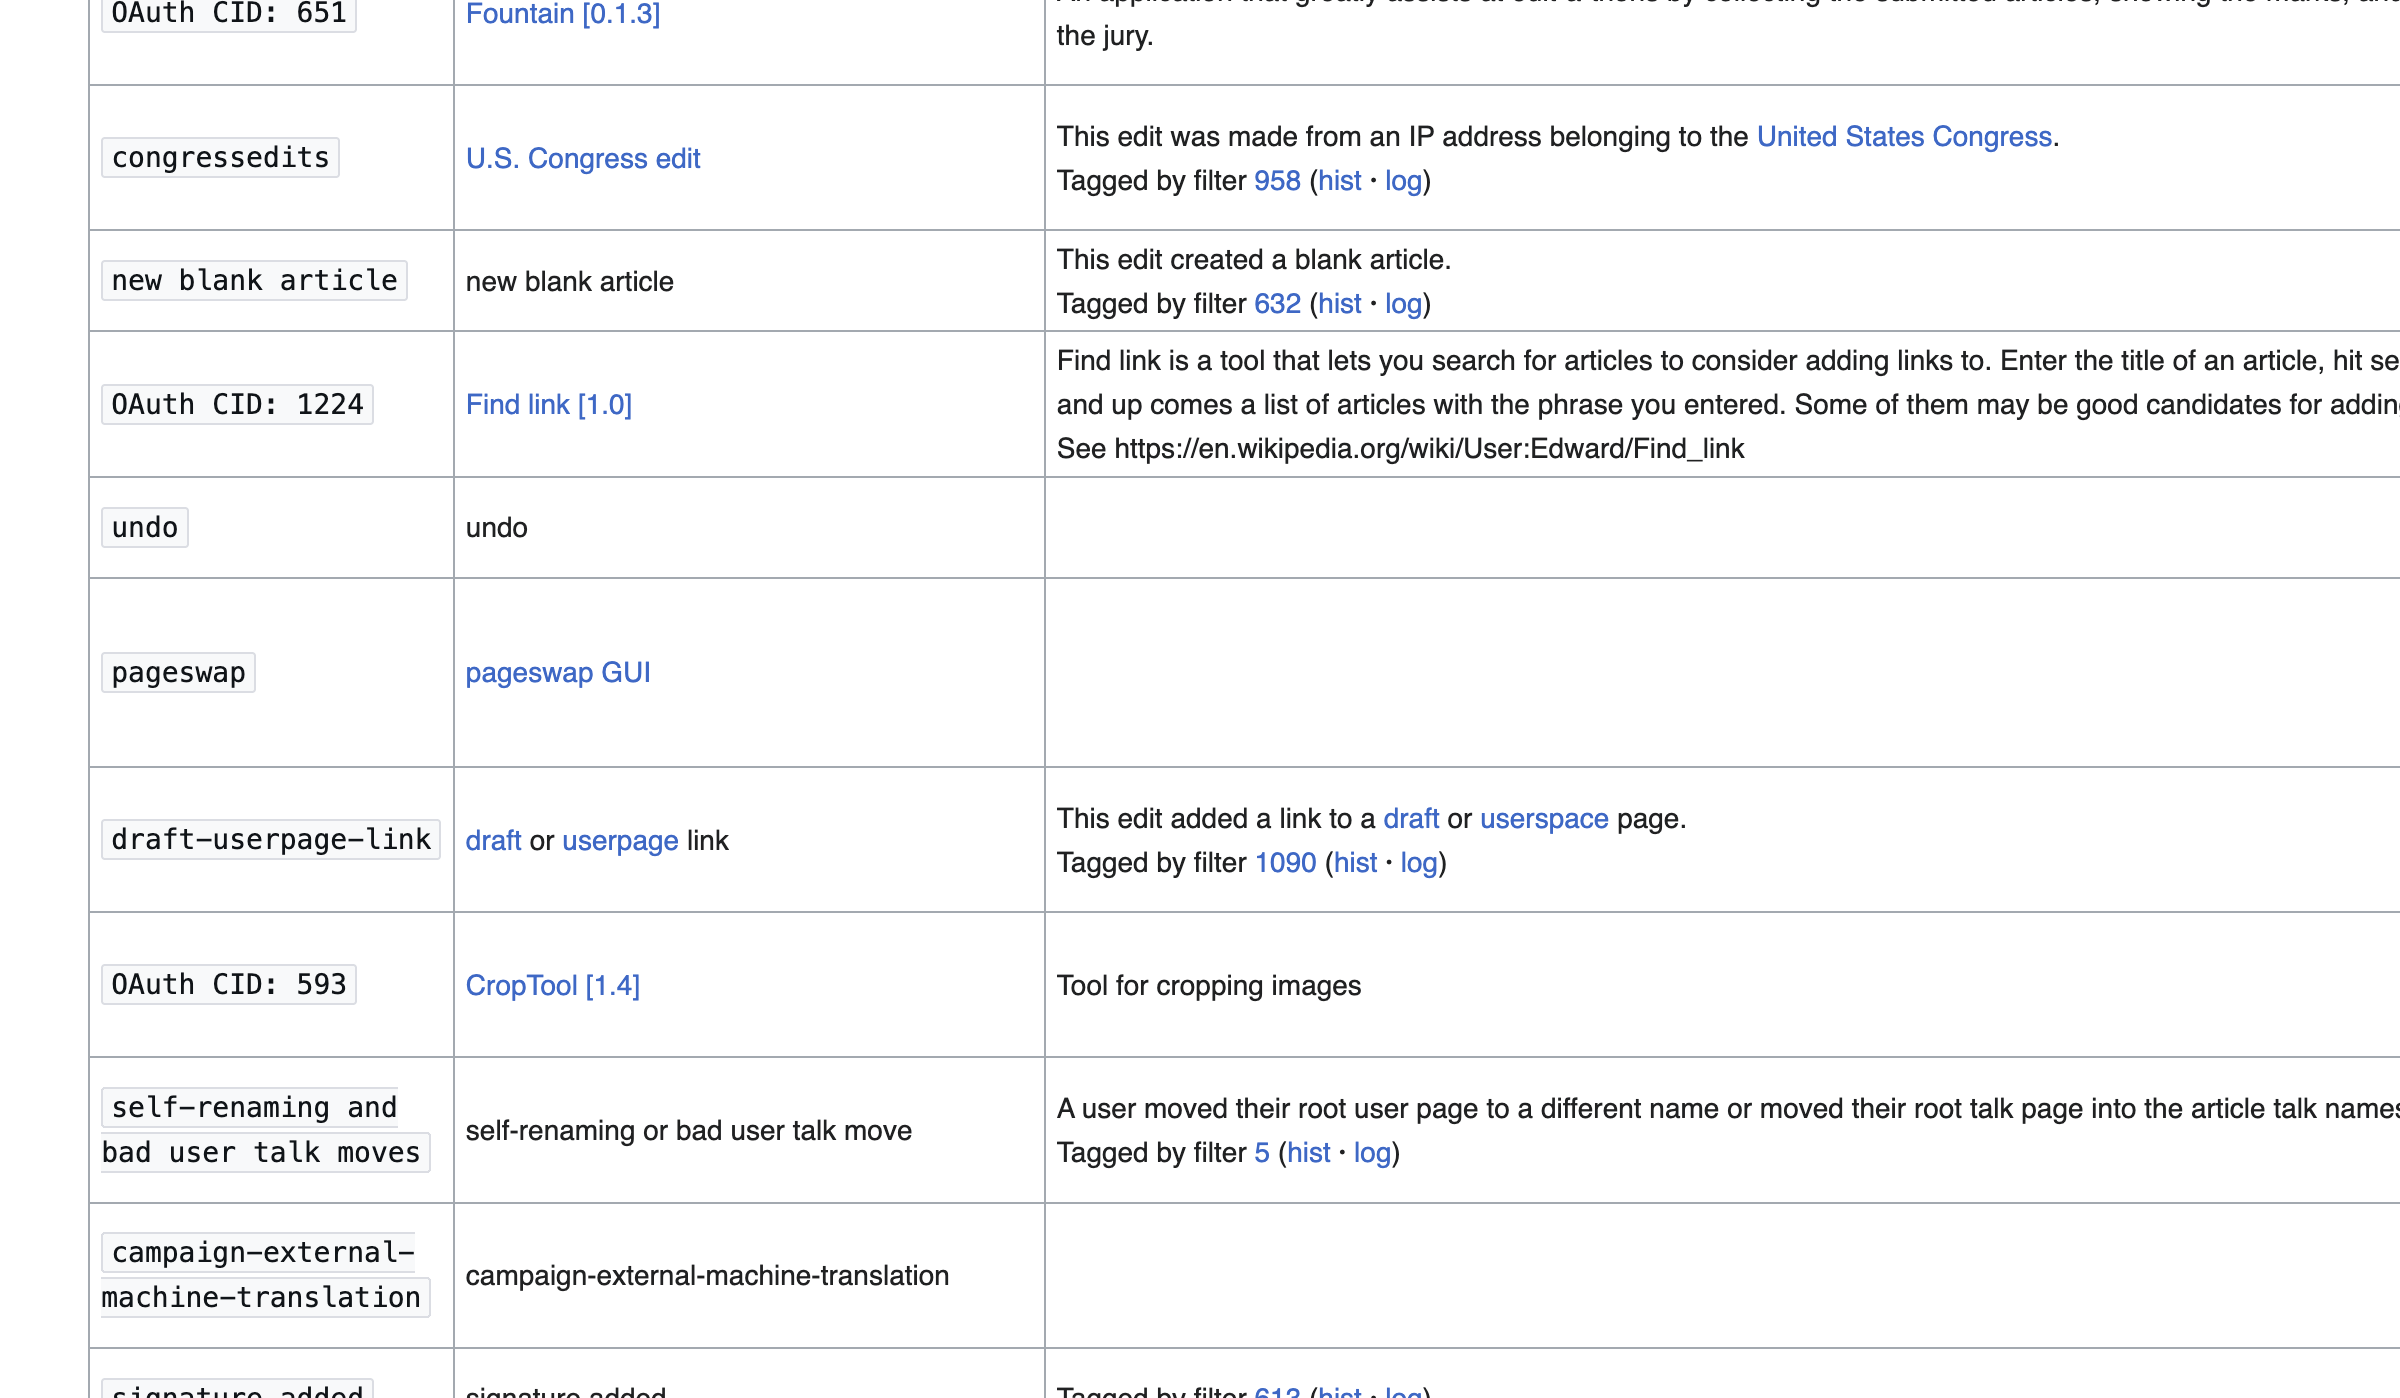 OAuth CID: 651
Fountain [0.1.3]
the jury.
congressedits
U.S. Congress edit
This edit was made from an IP address belonging to the United States Congress.
Tagged by filter 958 (hist · log)
new blank article
new blank article
This edit created a blank article.
Tagged by filter 632 (hist · log)
OAuth CID: 1224
Find link [1.0]
Find link is a tool that lets you search for articles to consider adding links to. Enter the title of an article, hit se
and up comes a list of articles with the phrase you entered. Some of them may be good candidates for addin
See https://en.wikipedia.org/wiki/User:Edward/Find_link
undo
undo
pageswap
pageswap GUI
draft-userpage-link
draft or userpage link
This edit added a link to a draft or userspace page.
Tagged by filter 1090 (hist · log)
OAuth CID: 593
CropTool [1.4]
Tool for cropping images
self-renaming and
bad user talk moves
self-renaming or bad user talk move
A user moved their root user page to a different name or moved their root talk page into the article talk names
Tagged by filter 5 (hist · log)
campaign-external-
machine-translation
campaign-external-machine-translation
signature added
signature added
Tagged by filter 613 (hist · log)